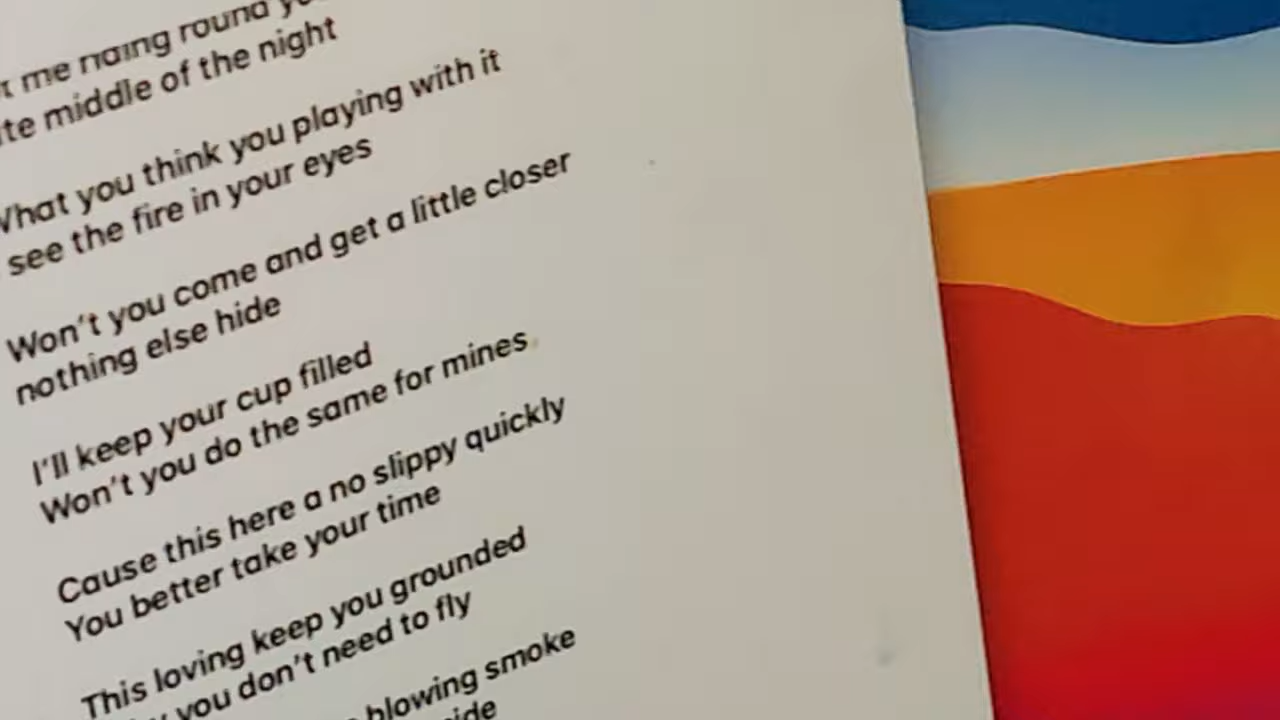 me riding round
middle of the night
What you think you playing with it
see the fire in your eyes
Won't you come and get a little closer
nothing else hide
I'll keep your cup filled
Won't you do the same for mines
Cause this here a no slippy quickly
You better take your time
This loving keep you grounded
you don't need to fly
blowing smoke